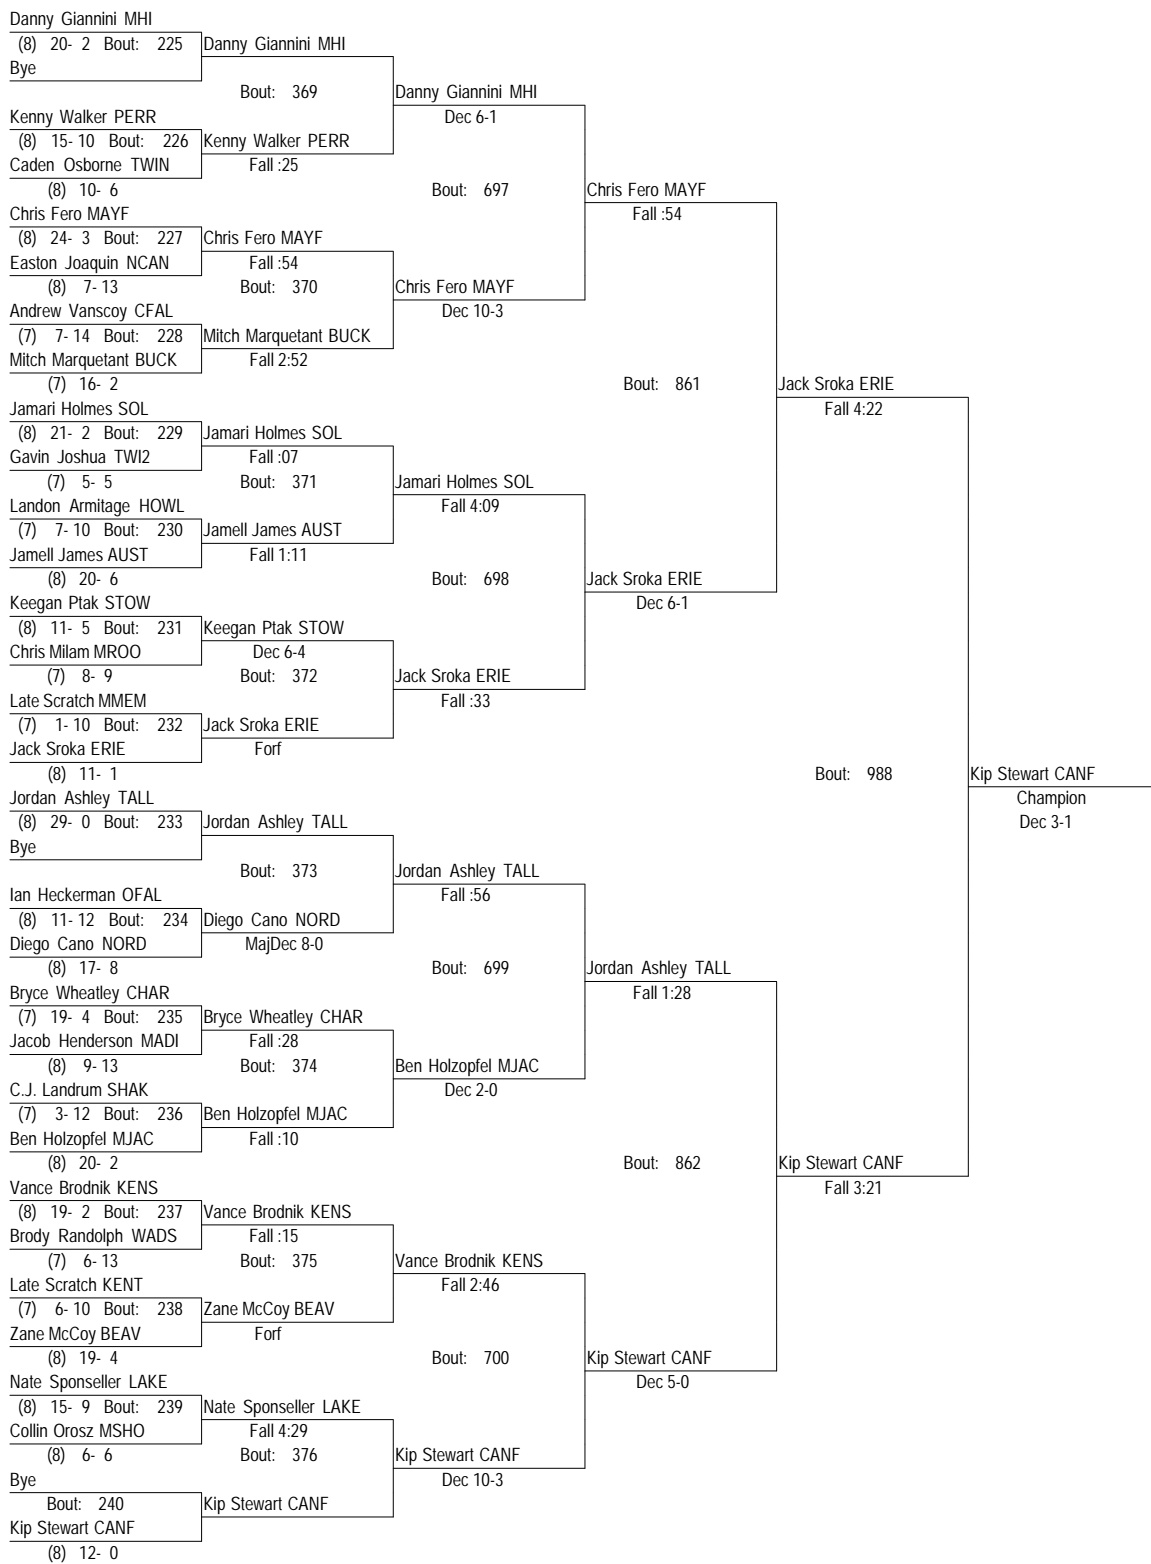 Danny Giannini MHI
(8) 20- 2 Bout: 225 Danny Giannini MHI
Bye
Bout: 369 Danny Giannini MHI
Kenny Walker PERR Dec 6-1
(8) 15- 10 Bout: 226 Kenny Walker PERR
Caden Osborne TWIN Fall :25
(8) 10- 6 Bout: 697 Chris Fero MAYF
Chris Fero MAYF Fall :54
(8) 24- 3 Bout: 227 Chris Fero MAYF
Easton Joaquin NCAN Fall :54
(8) 7- 13 Bout: 370 Chris Fero MAYF
Andrew Vanscoy CFAL Dec 10-3
(7) 7- 14 Bout: 228 Mitch Marquetant BUCK
Mitch Marquetant BUCK Fall 2:52
(7) 16- 2 Bout: 861 Jack Sroka ERIE
Jamari Holmes SOL Fall 4:22
(8) 21- 2 Bout: 229 Jamari Holmes SOL
Gavin Joshua TWI2 Fall :07
(7) 5- 5 Bout: 371 Jamari Holmes SOL
Landon Armitage HOWL Fall 4:09
(7) 7- 10 Bout: 230 Jamell James AUST
Jamell James AUST Fall 1:11
(8) 20- 6 Bout: 698 Jack Sroka ERIE
Keegan Ptak STOW Dec 6-1
(8) 11- 5 Bout: 231 Keegan Ptak STOW
Chris Milam MROO Dec 6-4
(7) 8- 9 Bout: 372 Jack Sroka ERIE
Late Scratch MMEM Fall :33
(7) 1- 10 Bout: 232 Jack Sroka ERIE
Jack Sroka ERIE Forf
(8) 11- 1 Bout: 988 Kip Stewart CANF
Jordan Ashley TALL Champion
(8) 29- 0 Bout: 233 Jordan Ashley TALL Dec 3-1
Bye
Bout: 373 Jordan Ashley TALL
Ian Heckerman OFAL Fall :56
(8) 11- 12 Bout: 234 Diego Cano NORD
Diego Cano NORD MajDec 8-0
(8) 17- 8 Bout: 699 Jordan Ashley TALL
Bryce Wheatley CHAR Fall 1:28
(7) 19- 4 Bout: 235 Bryce Wheatley CHAR
Jacob Henderson MADI Fall :28
(8) 9- 13 Bout: 374 Ben Holzopfel MJAC
C.J. Landrum SHAK Dec 2-0
(7) 3- 12 Bout: 236 Ben Holzopfel MJAC
Ben Holzopfel MJAC Fall :10
(8) 20- 2 Bout: 862 Kip Stewart CANF
Vance Brodnik KENS Fall 3:21
(8) 19- 2 Bout: 237 Vance Brodnik KENS
Brody Randolph WADS Fall :15
(7) 6- 13 Bout: 375 Vance Brodnik KENS
Late Scratch KENT Fall 2:46
(7) 6- 10 Bout: 238 Zane McCoy BEAV
Zane McCoy BEAV Forf
(8) 19- 4 Bout: 700 Kip Stewart CANF
Nate Sponseller LAKE Dec 5-0
(8) 15- 9 Bout: 239 Nate Sponseller LAKE
Collin Orosz MSHO Fall 4:29
(8) 6- 6 Bout: 376 Kip Stewart CANF
Bye Dec 10-3
Bout: 240 Kip Stewart CANF
Kip Stewart CANF
(8) 12- 0